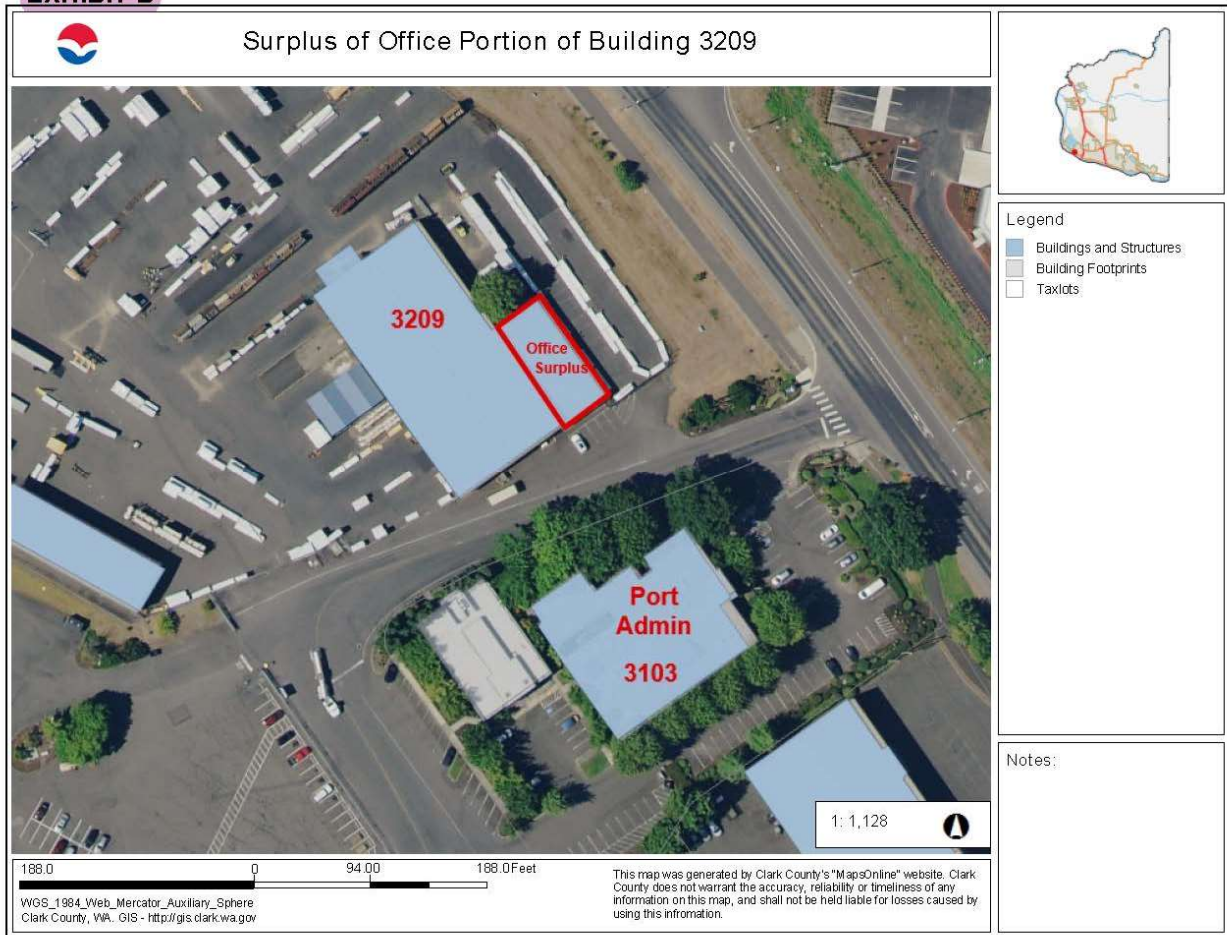 EXHIBIT B
Surplus of Office Portion of Building 3209
3209
Office
Surplus
Port
Admin
3103
1: 1,128
Legend
Buildings and Structures
Building Footprints
Taxlots
Notes:
188.0 0 94.00 188.0 Feet
WGS_1984_Web_Mercator_Auxiliary_Sphere
Clark County, WA. GIS - http://gis.clark.wa.gov
This map was generated by Clark County's "MapsOnline" website. Clark
County does not warrant the accuracy, reliability or timeliness of any
information on this map, and shall not be held liable for losses caused by
using this infromation.